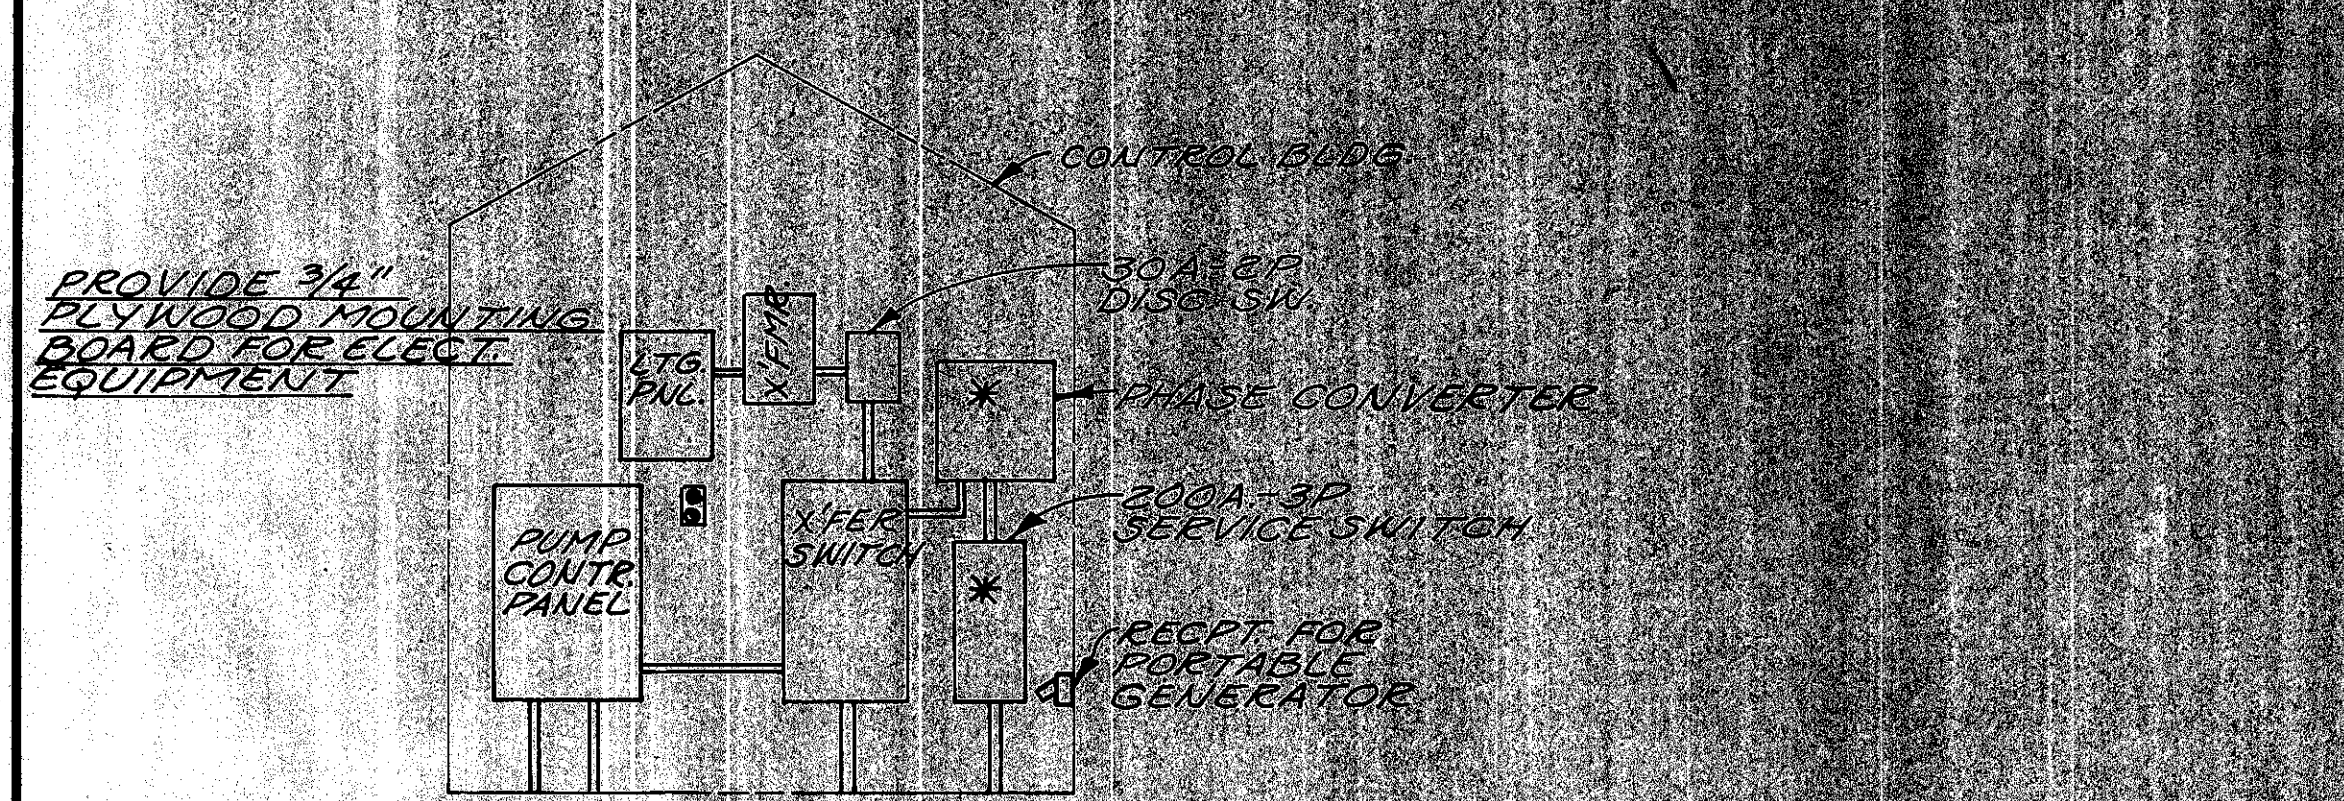 CONTROL BLDG.
PROVIDE 3/4"
PLYWOOD MOUNTING
BOARD FOR ELECT.
EQUIPMENT
30A-2P
DISC SW
X'FMR.
LTG.
PNL.
*
PHASE CONVERTER
200A-3P
SERVICE SWITCH
X'FER
SWITCH
PUMP
CONTR.
PANEL
*
RECPT. FOR
PORTABLE
GENERATOR